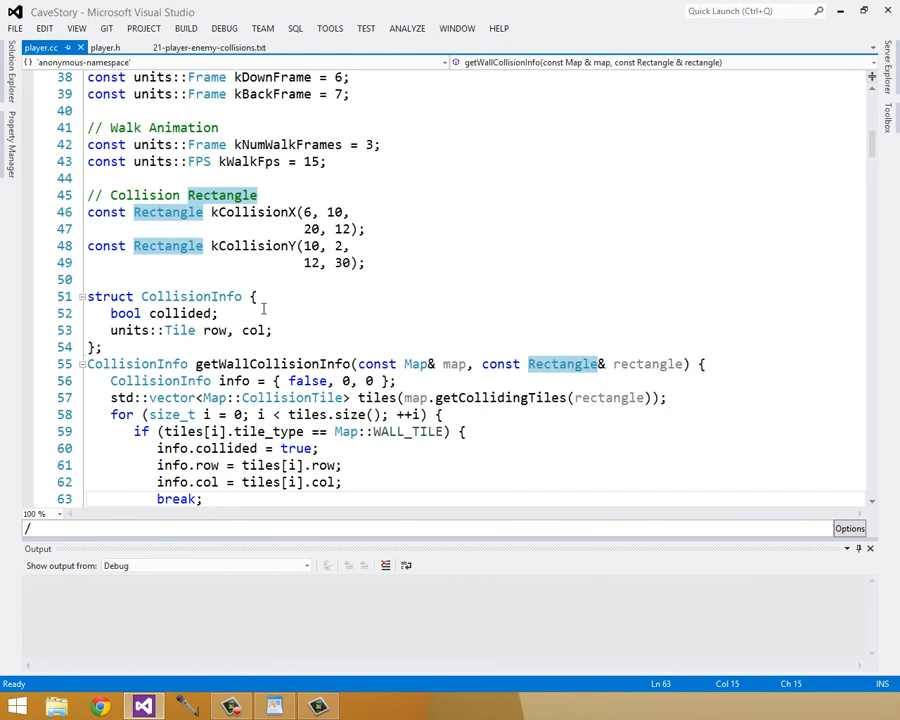 CaveStory - Microsoft Visual Studio
Quick Launch (Ctrl+Q)
FILE EDIT VIEW GIT PROJECT BUILD DEBUG TEAM SQL TOOLS TEST ANALYZE WINDOW HELP
player.cc player.h 21-player-enemy-collisions.txt
{ } `anonymous-namespace' getWallCollisionInfo(const Map & map, const Rectangle & rectangle)
Solution Explorer
Property Manager
Server Explorer
Toolbox
38 const units::Frame kDownFrame = 6;
39 const units::Frame kBackFrame = 7;
40
41 // Walk Animation
42 const units::Frame kNumWalkFrames = 3;
43 const units::FPS kWalkFps = 15;
44
45 // Collision Rectangle
46 const Rectangle kCollisionX(6, 10,
47 20, 12);
48 const Rectangle kCollisionY(10, 2,
49 12, 30);
50
51 struct CollisionInfo {
52 bool collided;
53 units::Tile row, col;
54 };
55 CollisionInfo getWallCollisionInfo(const Map& map, const Rectangle& rectangle) {
56 CollisionInfo info = { false, 0, 0 };
57 std::vector<Map::CollisionTile> tiles(map.getCollidingTiles(rectangle));
58 for (size_t i = 0; i < tiles.size(); ++i) {
59 if (tiles[i].tile_type == Map::WALL_TILE) {
60 info.collided = true;
61 info.row = tiles[i].row;
62 info.col = tiles[i].col;
63 break;
100 %
/ Options
Output
Show output from: Debug
Ready Ln 63 Col 15 Ch 15 INS